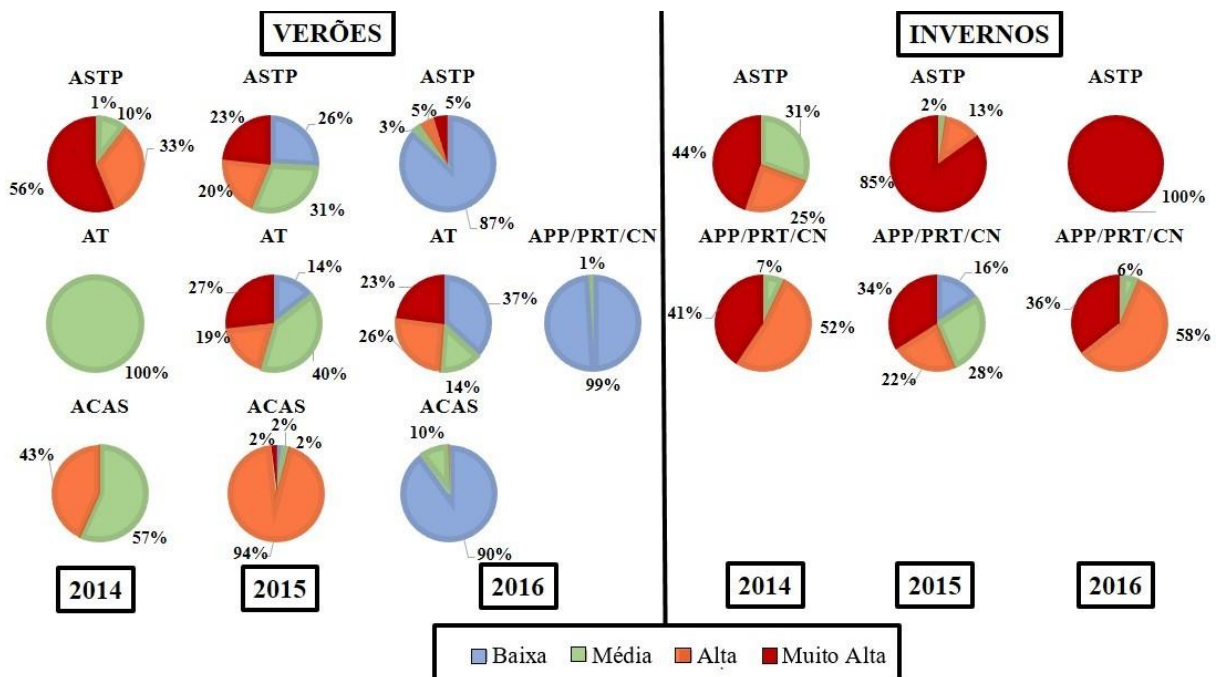 VERÕES
INVERNOS
ASTP
1%
10%
33%
56%
ASTP
23%
26%
20%
31%
ASTP
5%
5%
3%
87%
ASTP
31%
44%
25%
ASTP
2%
13%
85%
ASTP
100%
AT
100%
AT
27%
14%
19%
40%
AT
23%
37%
26%
14%
APP/PRT/CN
1%
99%
APP/PRT/CN
7%
41%
52%
APP/PRT/CN
34%
16%
22%
28%
APP/PRT/CN
6%
36%
58%
ACAS
43%
57%
ACAS
2%
2%
2%
94%
ACAS
10%
90%
2014
2015
2016
2014
2015
2016
Baixa Média Alta Muito Alta